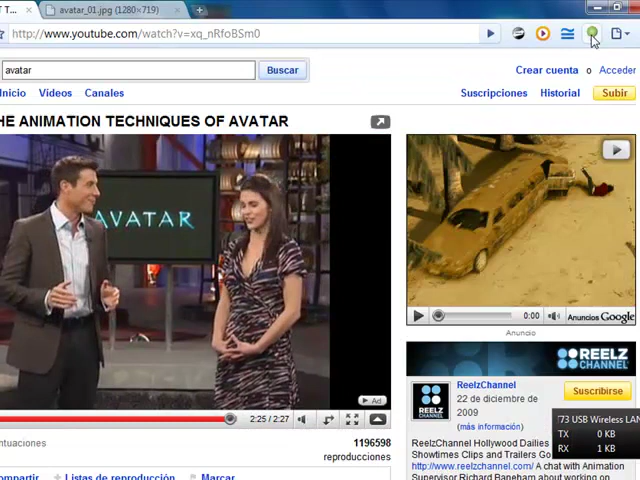 T T...
avatar_01.jpg (1280×719)
http://www.youtube.com/watch?v=xq_nRfoBSm0
avatar
Buscar
Crear cuenta o Acceder
Inicio Videos Canales
Suscripciones Historial Subir
HE ANIMATION TECHNIQUES OF AVATAR
AVATAR
Ad
2:25 / 2:27
ntuaciones
1196598
reproducciones
ompartir Listas de reproducción Marcar
0:00
Anuncios Google
Anuncio
REELZ
CHANNEL
REELZ
CHANNEL
ReelzChannel
22 de diciembre de
2009
(más información)
Suscribirse
73 USB Wireless LAN
TX 0 KB
RX 1 KB
ReelzChannel Hollywood Dailies
Showtimes Clips and Trailers Go
http://www.reelzchannel.com/ A chat with Animation
Supervisor Richard Baneham about working on